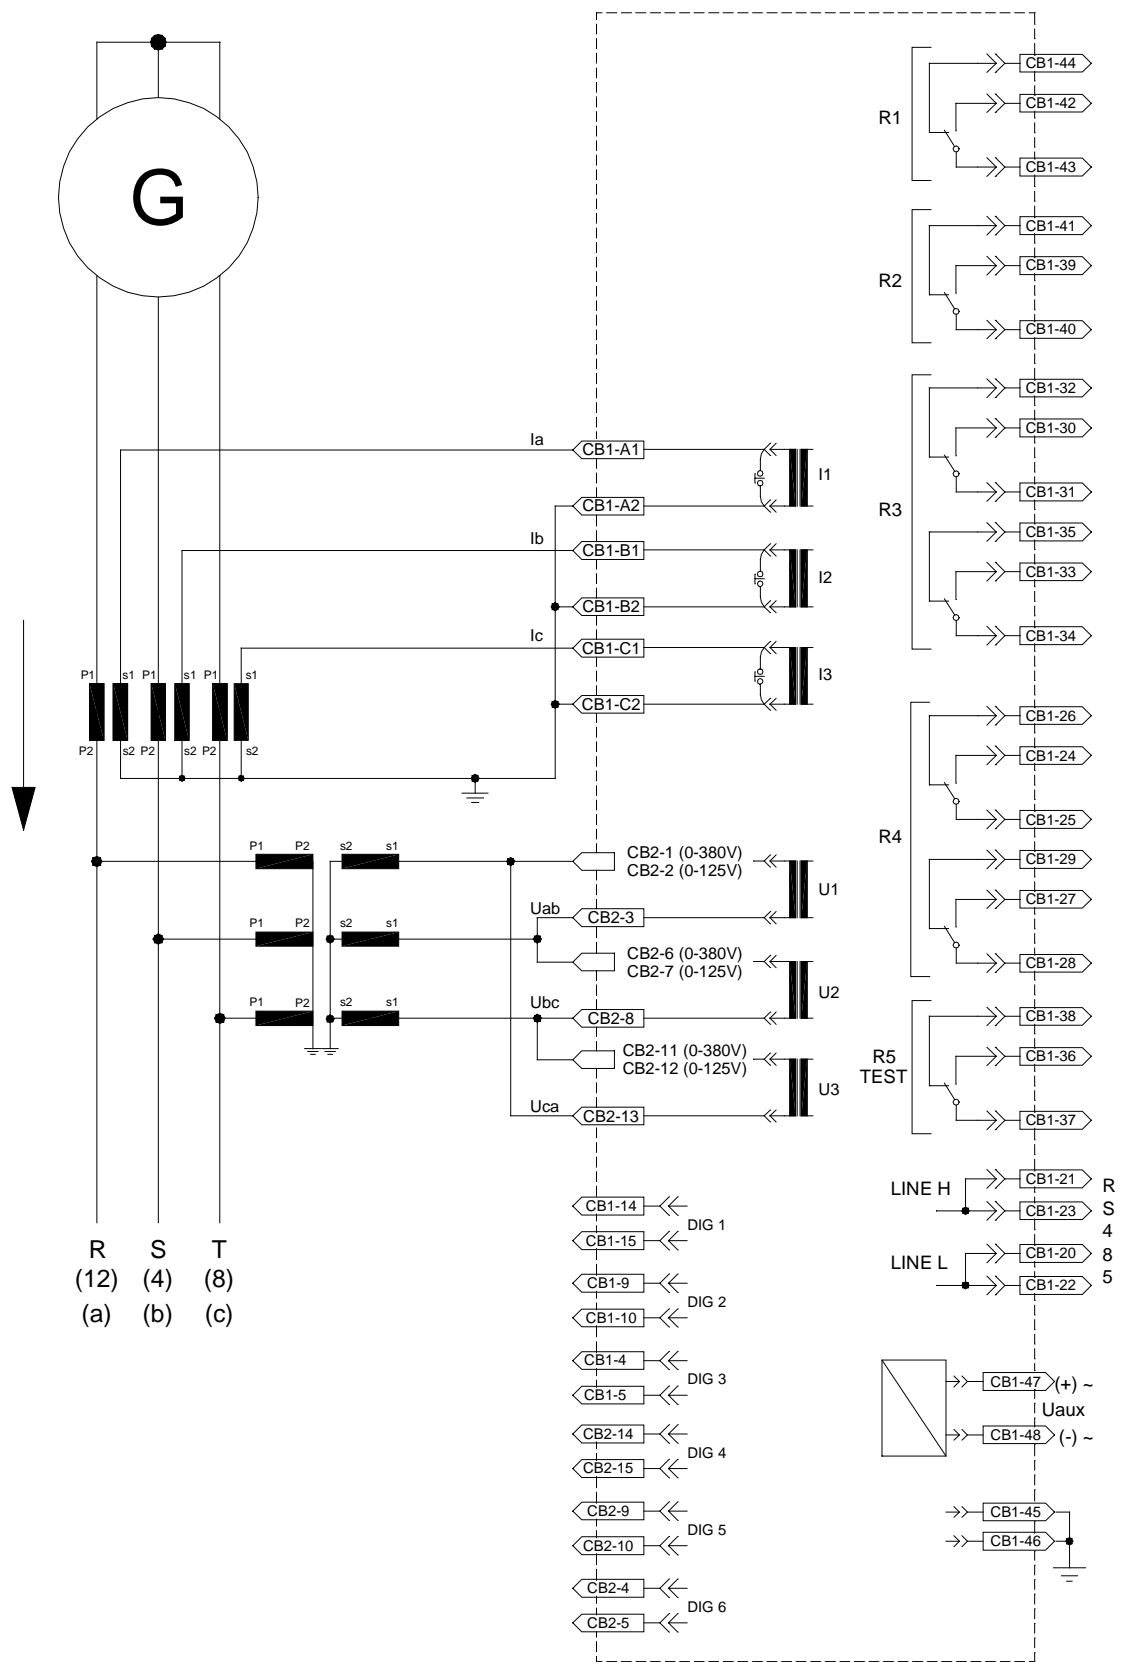 G
R1
CB1-44
CB1-42
CB1-43
R2
CB1-41
CB1-39
CB1-40
R3
CB1-32
CB1-30
CB1-31
CB1-35
CB1-33
CB1-34
R4
CB1-26
CB1-24
CB1-25
CB1-29
CB1-27
CB1-28
R5
TEST
CB1-38
CB1-36
CB1-37
LINE H
CB1-21
CB1-23
LINE L
CB1-20
CB1-22
RS485
CB1-47 (+) ~
Uaux
CB1-48 (-) ~
CB1-45
CB1-46
Ia
CB1-A1
I1
CB1-A2
Ib
CB1-B1
I2
CB1-B2
Ic
CB1-C1
I3
CB1-C2
P1 s1 P1 s1 P1 s1
P2 s2 P2 s2 P2 s2
P1 P2 s2 s1
CB2-1 (0-380V)
CB2-2 (0-125V)
U1
Uab
CB2-3
P1 P2 s2 s1
CB2-6 (0-380V)
CB2-7 (0-125V)
U2
Ubc
CB2-8
P1 P2 s2 s1
CB2-11 (0-380V)
CB2-12 (0-125V)
U3
Uca
CB2-13
R S T
(12) (4) (8)
(a) (b) (c)
CB1-14
DIG 1
CB1-15
CB1-9
DIG 2
CB1-10
CB1-4
DIG 3
CB1-5
CB2-14
DIG 4
CB2-15
CB2-9
DIG 5
CB2-10
CB2-4
DIG 6
CB2-5